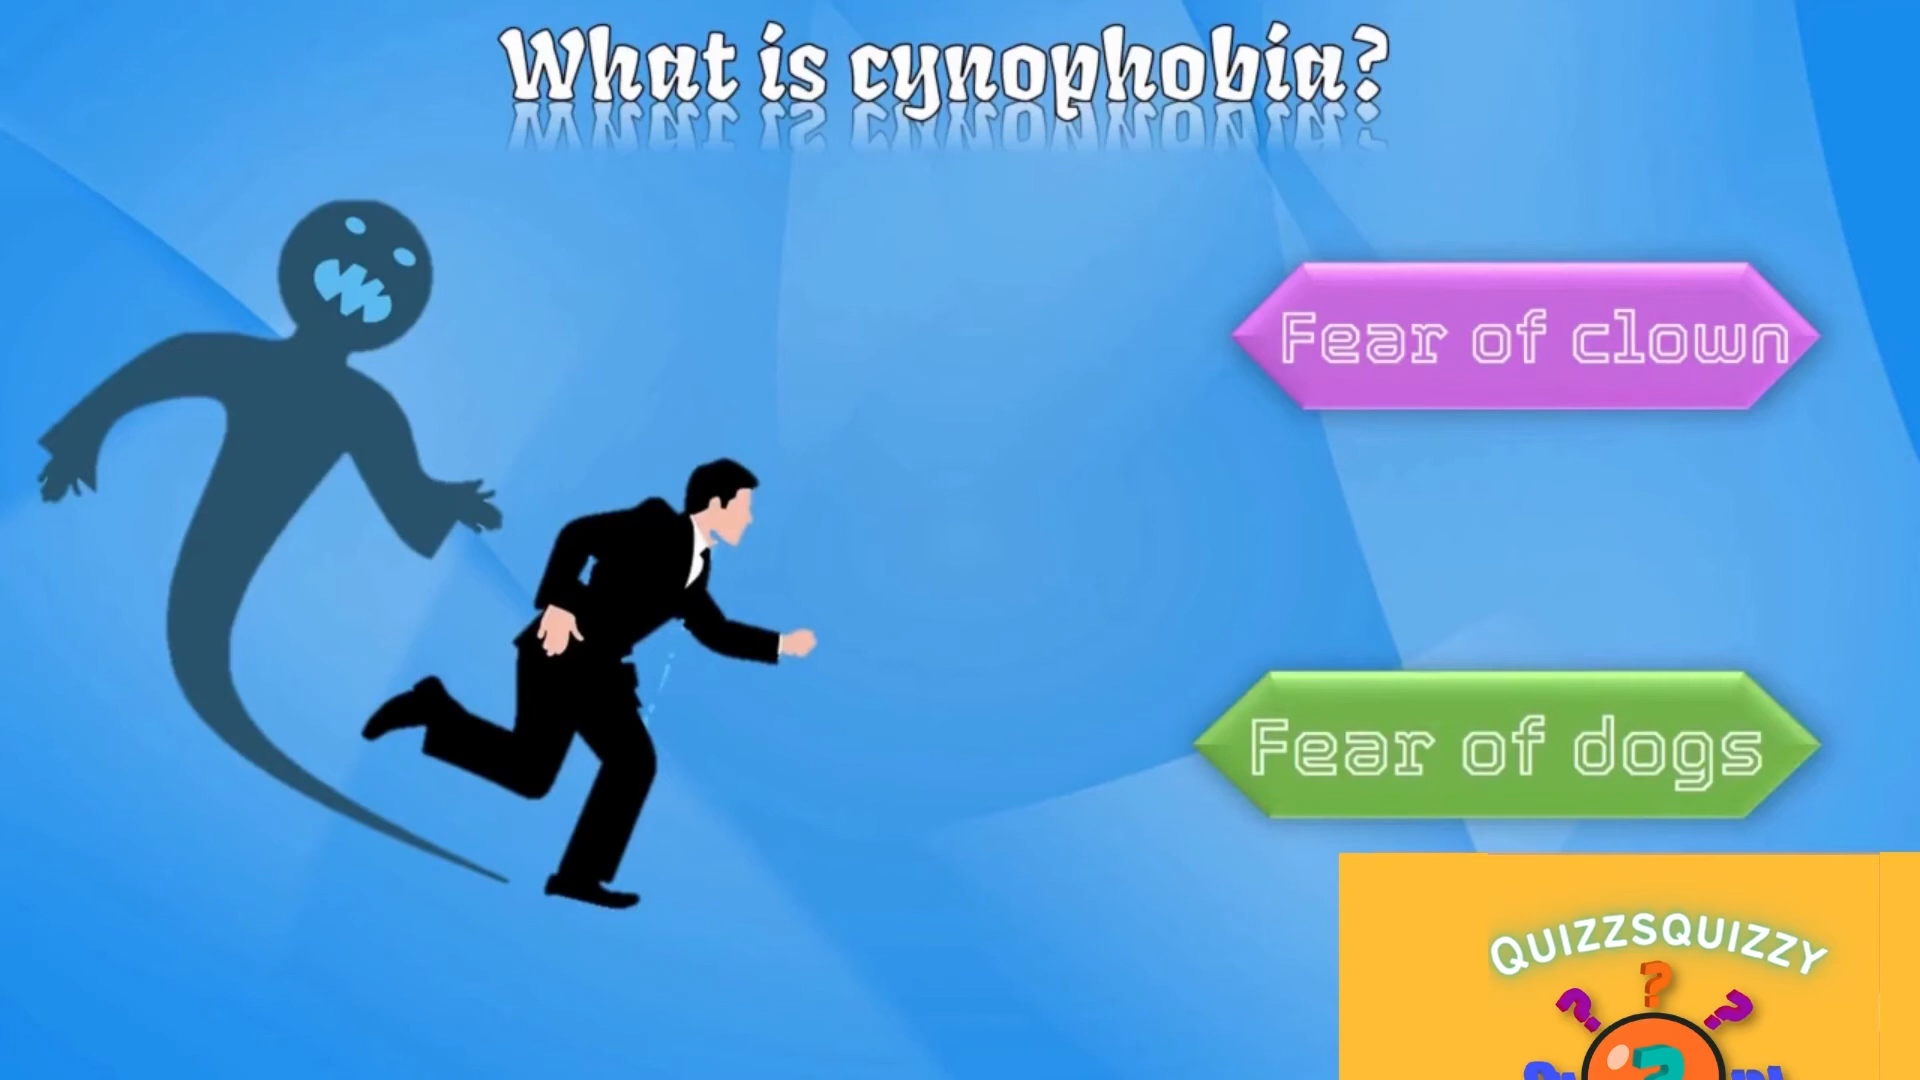 What is cynophobia?
Fear of clown
Fear of dogs
QUIZZSQUIZZY
? ? ?
?